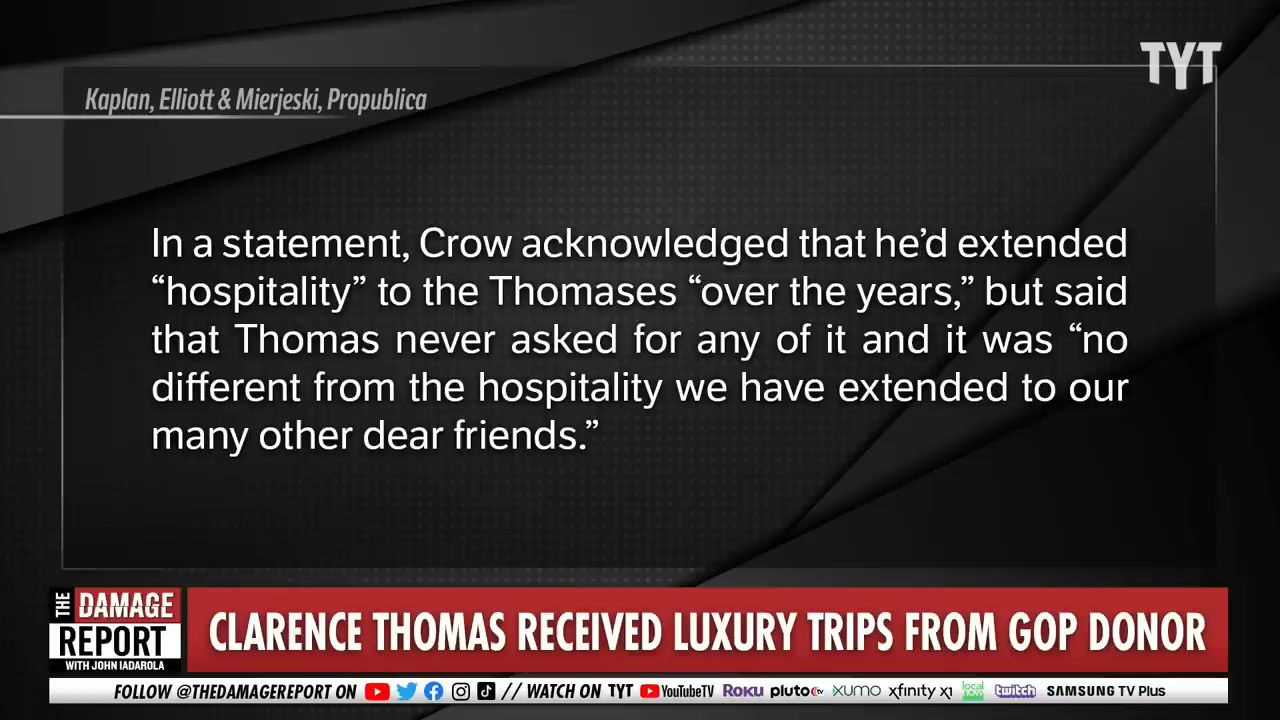 TYT
Kaplan, Elliott & Mierjeski, Propublica
In a statement, Crow acknowledged that he’d extended
“hospitality” to the Thomases “over the years,” but said
that Thomas never asked for any of it and it was “no
different from the hospitality we have extended to our
many other dear friends.”
THE DAMAGE REPORT
WITH JOHN IADAROLA
CLARENCE THOMAS RECEIVED LUXURY TRIPS FROM GOP DONOR
FOLLOW @THEDAMAGEREPORT ON // WATCH ON TYT YouTubeTV Roku pluto tv xumo xfinity x1 local now twitch SAMSUNG TV Plus